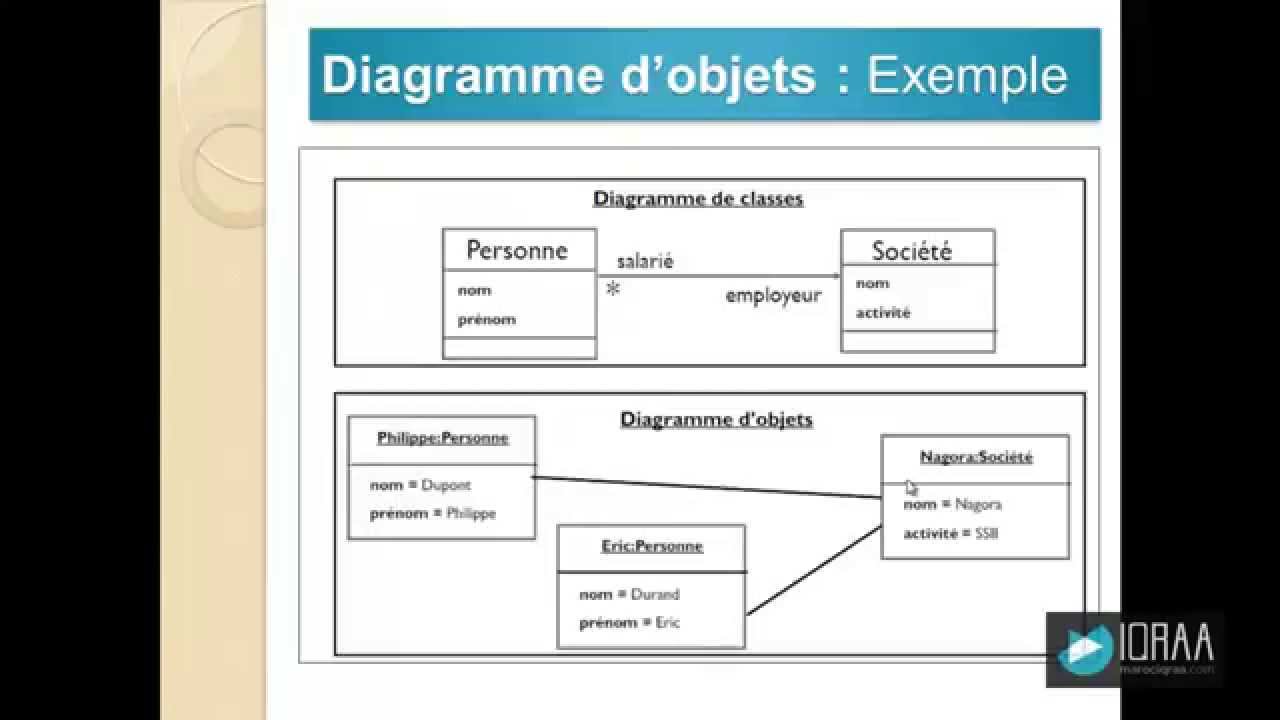 Diagramme d'objets : Exemple
Diagramme de classes
Personne
nom
prénom
salarié
*
employeur
Société
nom
activité
Diagramme d'objets
Philippe:Personne
nom = Dupont
prénom = Philippe
Eric:Personne
nom = Durand
prénom = Eric
Nagora:Société
nom = Nagora
activité = SSII
IQRAA
marociqraa.com